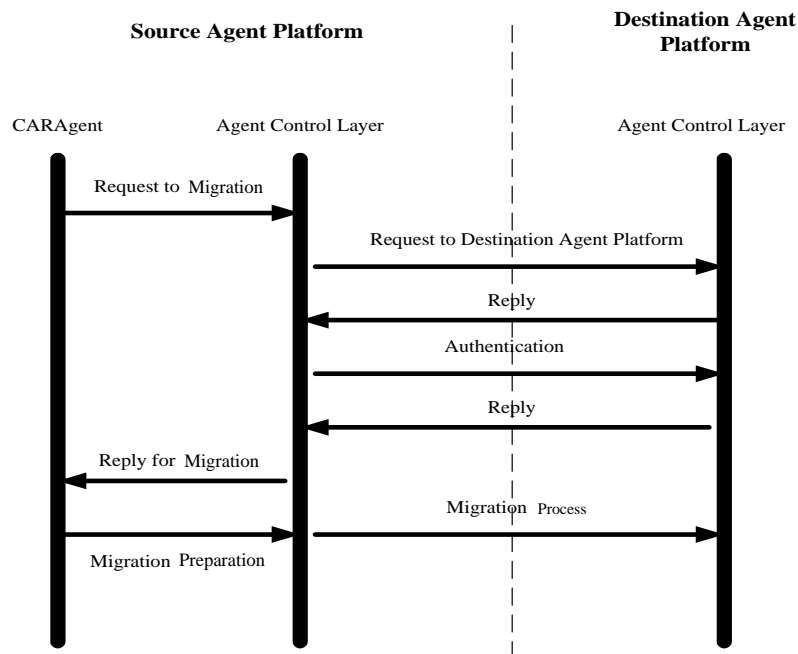 Source Agent Platform
Destination Agent
Platform
CARAgent
Agent Control Layer
Agent Control Layer
Request to Migration
Request to Destination Agent Platform
Reply
Authentication
Reply
Reply for Migration
Migration Process
Migration Preparation